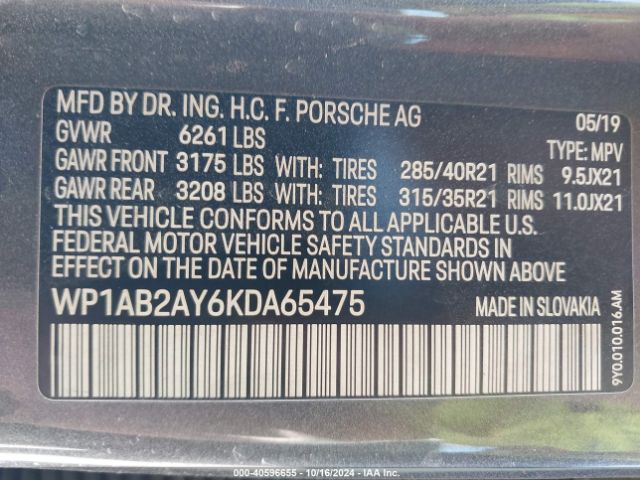 MFD BY DR. ING. H.C. F. PORSCHE AG 05/19
GVWR 6261 LBS TYPE: MPV
GAWR FRONT 3175 LBS WITH: TIRES 285/40R21 RIMS 9.5JX21
GAWR REAR 3208 LBS WITH: TIRES 315/35R21 RIMS 11.0JX21
THIS VEHICLE CONFORMS TO ALL APPLICABLE U.S.
FEDERAL MOTOR VEHICLE SAFETY STANDARDS IN
EFFECT ON THE DATE OF MANUFACTURE SHOWN ABOVE
WP1AB2AY6KDA65475 MADE IN SLOVAKIA
9Y0.010.016.AM
000-40596655 - 10/16/2024 - IAA Inc.